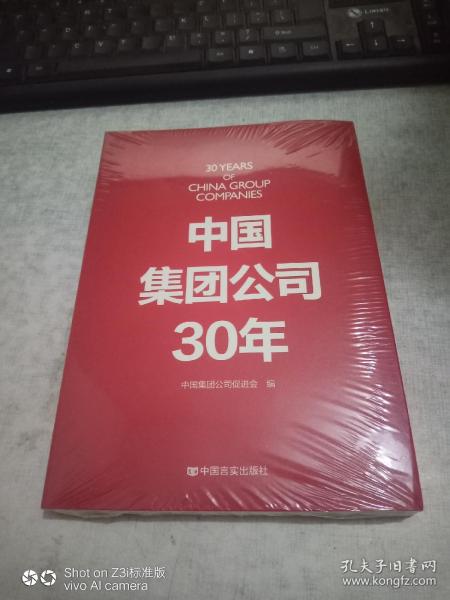 30 YEARS
OF
CHINA GROUP
COMPANIES
中国
集团公司
30年
中国集团公司促进会 编
中国言实出版社
Shot on Z3i标准版
vivo AI camera
孔夫子旧书网
www.kongfz.com